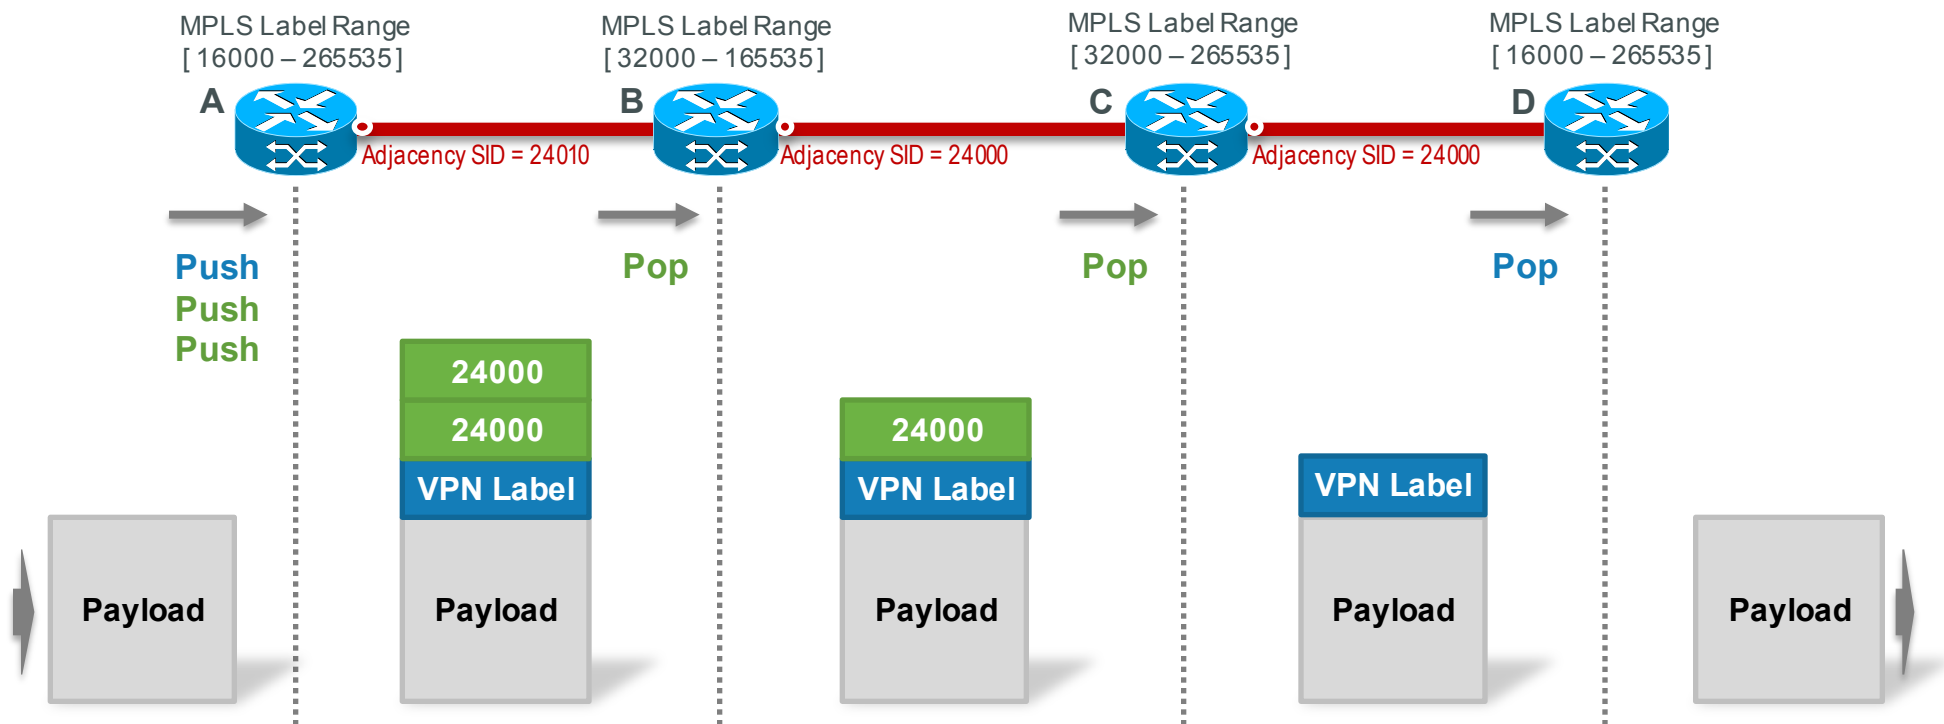 MPLS Label Range
[ 16000 – 265535 ]
MPLS Label Range
[ 32000 – 165535 ]
MPLS Label Range
[ 32000 – 265535 ]
MPLS Label Range
[ 16000 – 265535 ]
A
B
C
D
Adjacency SID = 24010
Adjacency SID = 24000
Adjacency SID = 24000
Push
Push
Push
Pop
Pop
Pop
24000
24000
VPN Label
24000
VPN Label
VPN Label
Payload
Payload
Payload
Payload
Payload